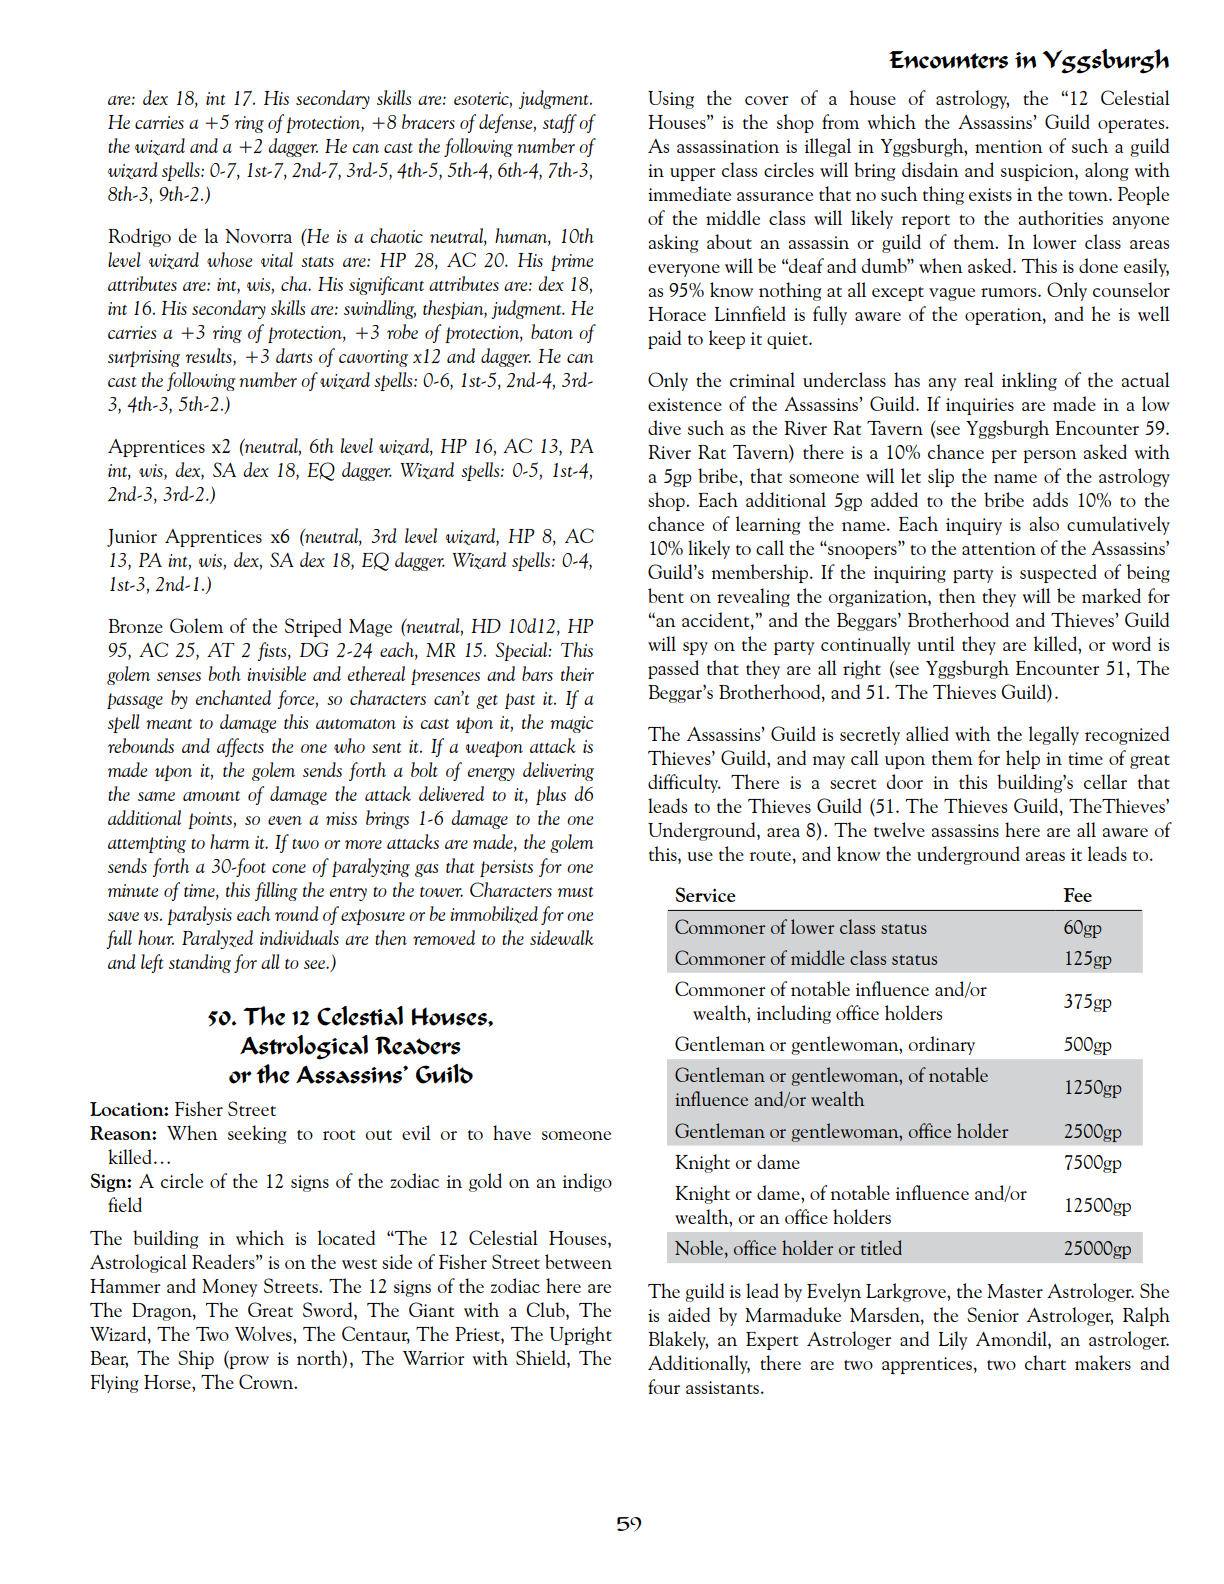 Encounters in Yggsburgh
are: dex 18, int 17. His secondary skills are: esoteric, judgment.
He carries a +5 ring of protection, +8 bracers of defense, staff of
the wizard and a +2 dagger. He can cast the following number of
wizard spells: 0-7, 1st-7, 2nd-7, 3rd-5, 4th-5, 5th-4, 6th-4, 7th-3,
8th-3, 9th-2.)
Rodrigo de la Novorra (He is a chaotic neutral, human, 10th
level wizard whose vital stats are: HP 28, AC 20. His prime
attributes are: int, wis, cha. His significant attributes are: dex 18,
int 16. His secondary skills are: swindling, thespian, judgment. He
carries a +3 ring of protection, +3 robe of protection, baton of
surprising results, +3 darts of cavorting x12 and dagger. He can
cast the following number of wizard spells: 0-6, 1st-5, 2nd-4, 3rd-
3, 4th-3, 5th-2.)
Apprentices x2 (neutral, 6th level wizard, HP 16, AC 13, PA
int, wis, dex, SA dex 18, EQ dagger. Wizard spells: 0-5, 1st-4,
2nd-3, 3rd-2.)
Junior Apprentices x6 (neutral, 3rd level wizard, HP 8, AC
13, PA int, wis, dex, SA dex 18, EQ dagger. Wizard spells: 0-4,
1st-3, 2nd-1.)
Bronze Golem of the Striped Mage (neutral, HD 10d12, HP
95, AC 25, AT 2 fists, DG 2-24 each, MR 15. Special: This
golem senses both invisible and ethereal presences and bars their
passage by enchanted force, so characters can't get past it. If a
spell meant to damage this automaton is cast upon it, the magic
rebounds and affects the one who sent it. If a weapon attack is
made upon it, the golem sends forth a bolt of energy delivering
the same amount of damage the attack delivered to it, plus d6
additional points, so even a miss brings 1-6 damage to the one
attempting to harm it. If two or more attacks are made, the golem
sends forth a 30-foot cone of paralyzing gas that persists for one
minute of time, this filling the entry to the tower. Characters must
save vs. paralysis each round of exposure or be immobilized for one
full hour. Paralyzed individuals are then removed to the sidewalk
and left standing for all to see.)
50. The 12 Celestial Houses,
Astrological Readers
or the Assassins' Guild
Location: Fisher Street
Reason: When seeking to root out evil or to have someone
killed…
Sign: A circle of the 12 signs of the zodiac in gold on an indigo
field
The building in which is located “The 12 Celestial Houses,
Astrological Readers” is on the west side of Fisher Street between
Hammer and Money Streets. The 12 signs of the zodiac here are
The Dragon, The Great Sword, The Giant with a Club, The
Wizard, The Two Wolves, The Centaur, The Priest, The Upright
Bear, The Ship (prow is north), The Warrior with Shield, The
Flying Horse, The Crown.
Using the cover of a house of astrology, the “12 Celestial
Houses” is the shop from which the Assassins' Guild operates.
As assassination is illegal in Yggsburgh, mention of such a guild
in upper class circles will bring disdain and suspicion, along with
immediate assurance that no such thing exists in the town. People
of the middle class will likely report to the authorities anyone
asking about an assassin or guild of them. In lower class areas
everyone will be “deaf and dumb” when asked. This is done easily,
as 95% know nothing at all except vague rumors. Only counselor
Horace Linnfield is fully aware of the operation, and he is well
paid to keep it quiet.
Only the criminal underclass has any real inkling of the actual
existence of the Assassins' Guild. If inquiries are made in a low
dive such as the River Rat Tavern (see Yggsburgh Encounter 59.
River Rat Tavern) there is a 10% chance per person asked with
a 5gp bribe, that someone will let slip the name of the astrology
shop. Each additional 5gp added to the bribe adds 10% to the
chance of learning the name. Each inquiry is also cumulatively
10% likely to call the “snoopers” to the attention of the Assassins'
Guild's membership. If the inquiring party is suspected of being
bent on revealing the organization, then they will be marked for
“an accident,” and the Beggars' Brotherhood and Thieves' Guild
will spy on the party continually until they are killed, or word is
passed that they are all right (see Yggsburgh Encounter 51, The
Beggar's Brotherhood, and 51. The Thieves Guild).
The Assassins' Guild is secretly allied with the legally recognized
Thieves' Guild, and may call upon them for help in time of great
difficulty. There is a secret door in this building's cellar that
leads to the Thieves Guild (51. The Thieves Guild, TheThieves'
Underground, area 8). The twelve assassins here are all aware of
this, use the route, and know the underground areas it leads to.
Service Fee
Commoner of lower class status 60gp
Commoner of middle class status 125gp
Commoner of notable influence and/or
wealth, including office holders 375gp
Gentleman or gentlewoman, ordinary 500gp
Gentleman or gentlewoman, of notable
influence and/or wealth 1250gp
Gentleman or gentlewoman, office holder 2500gp
Knight or dame 7500gp
Knight or dame, of notable influence and/or
wealth, or an office holders 12500gp
Noble, office holder or titled 25000gp
The guild is lead by Evelyn Larkgrove, the Master Astrologer. She
is aided by Marmaduke Marsden, the Senior Astrologer, Ralph
Blakely, an Expert Astrologer and Lily Amondil, an astrologer.
Additionally, there are two apprentices, two chart makers and
four assistants.
59